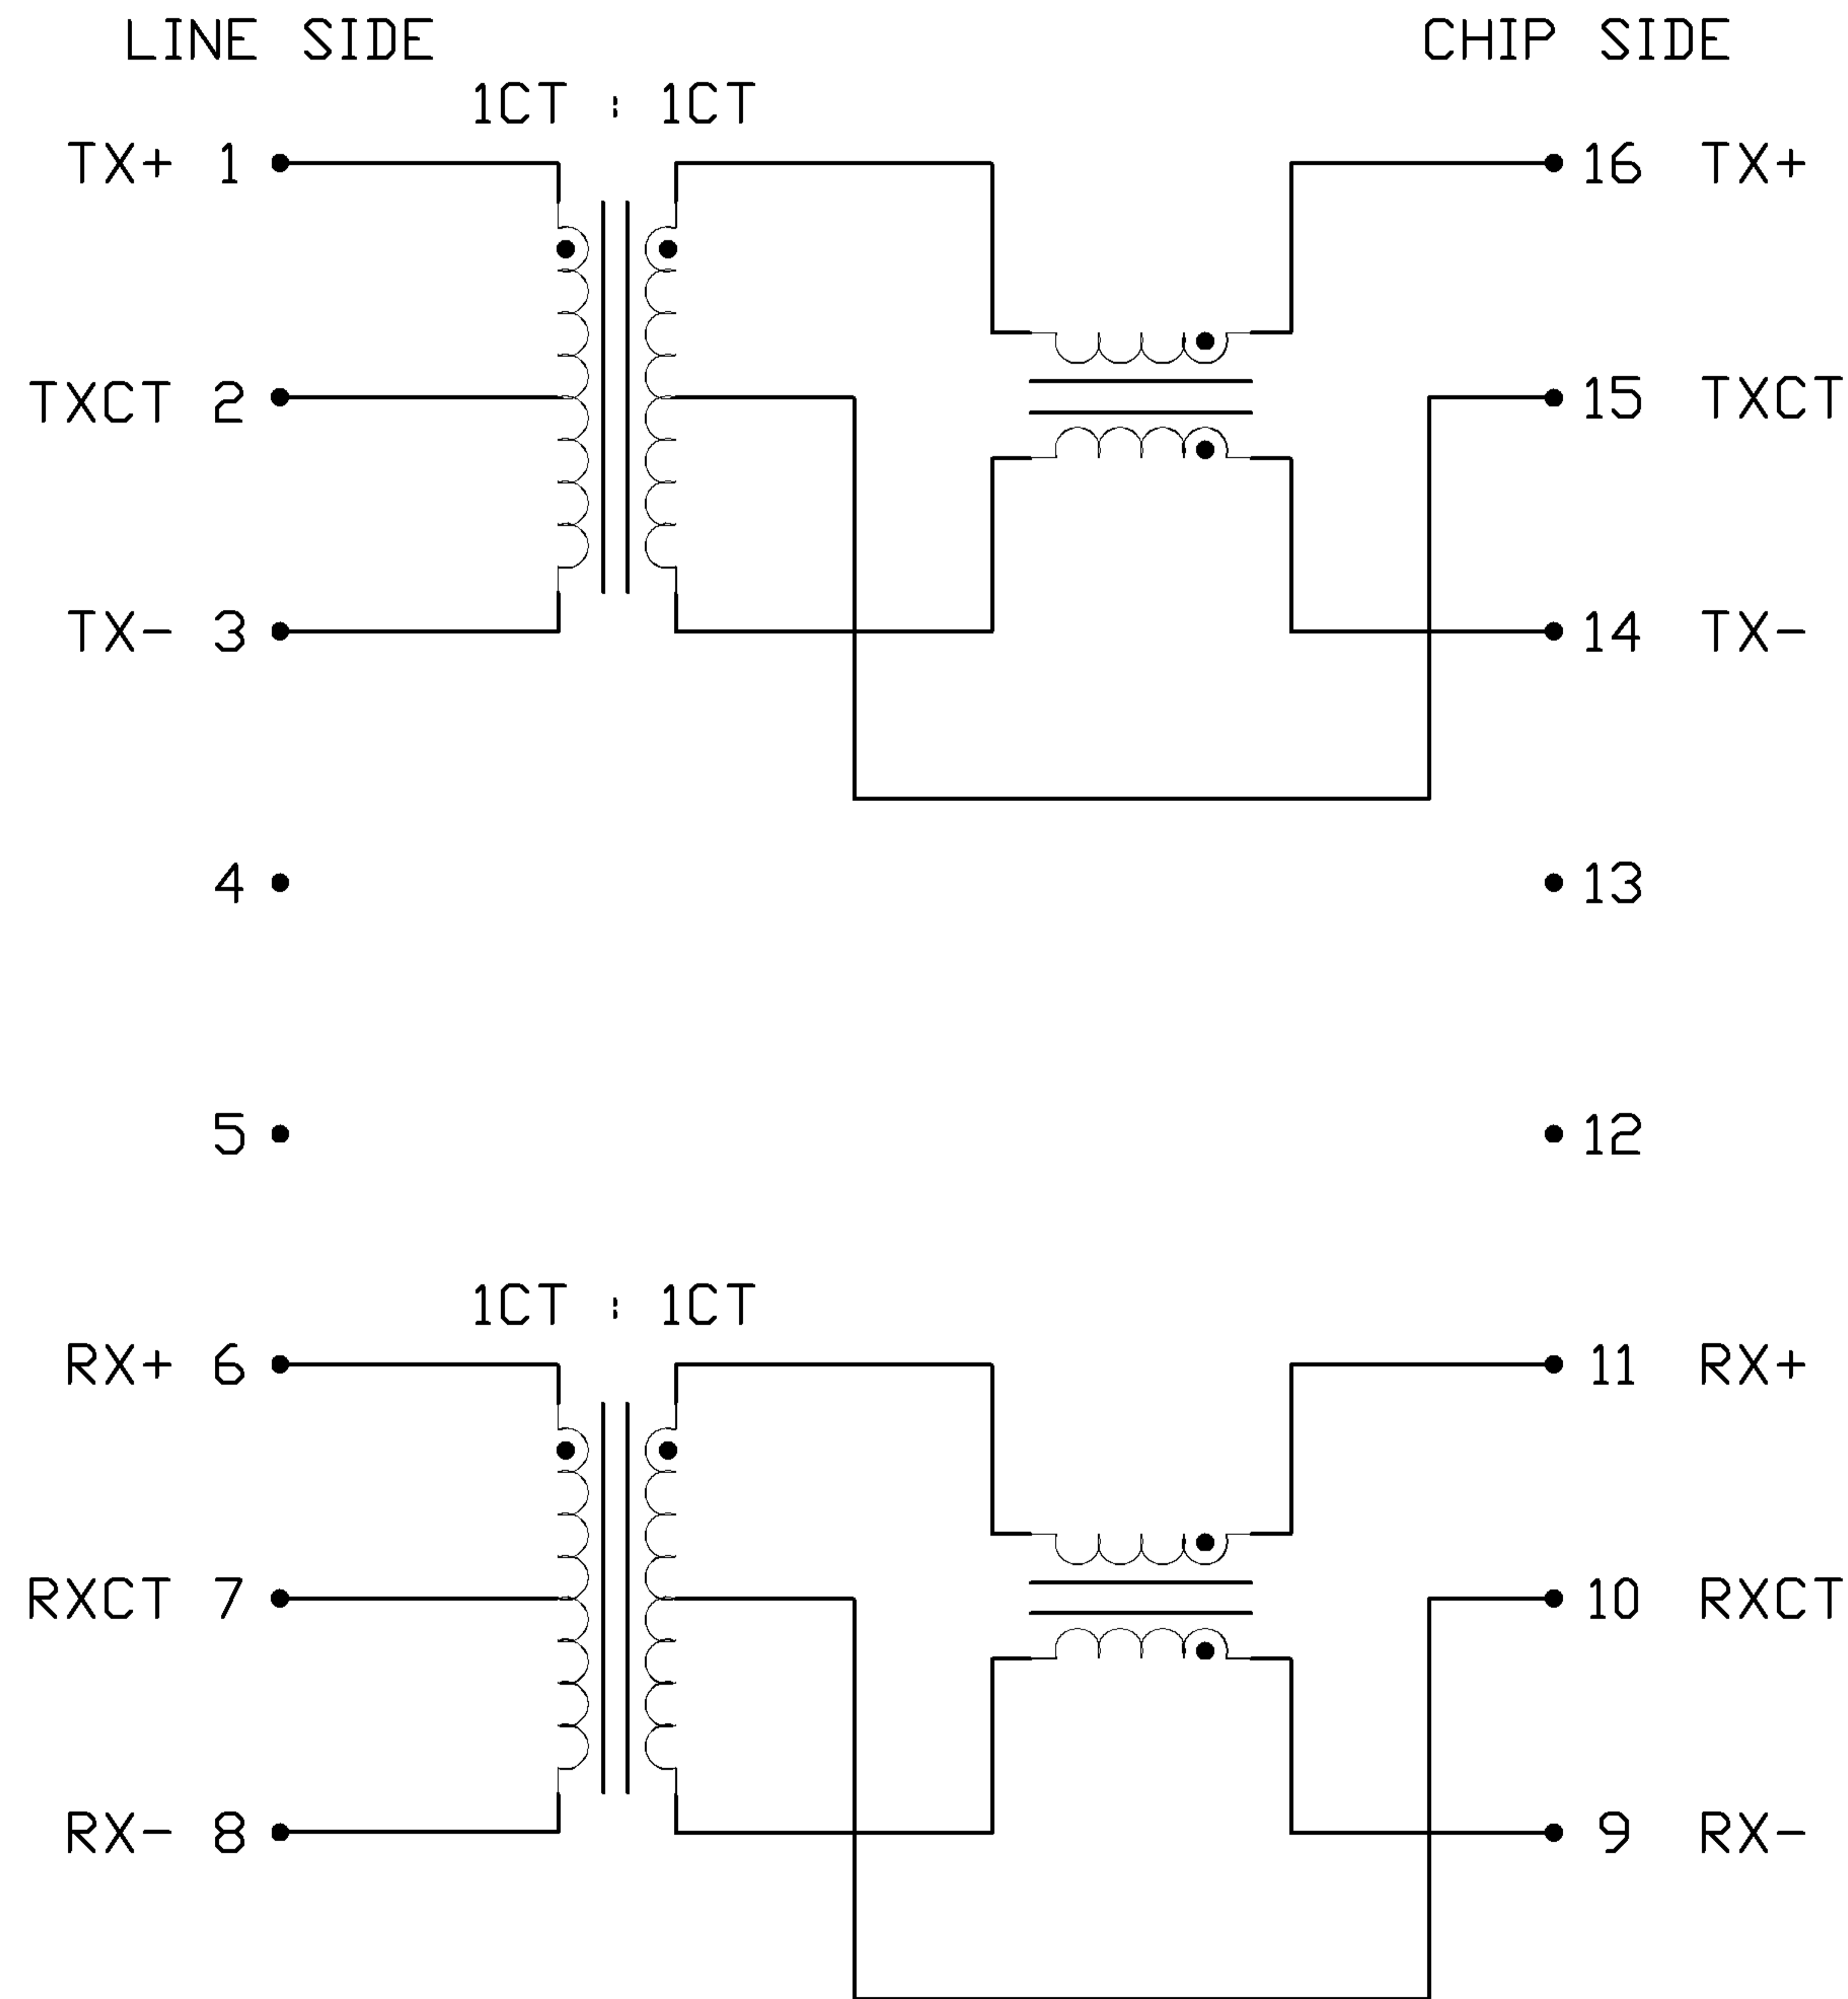 LINE SIDE CHIP SIDE
1CT : 1CT
TX+ 1 16 TX+
TXCT 2 15 TXCT
TX- 3 14 TX-
4 13
5 12
1CT : 1CT
RX+ 6 11 RX+
RXCT 7 10 RXCT
RX- 8 9 RX-